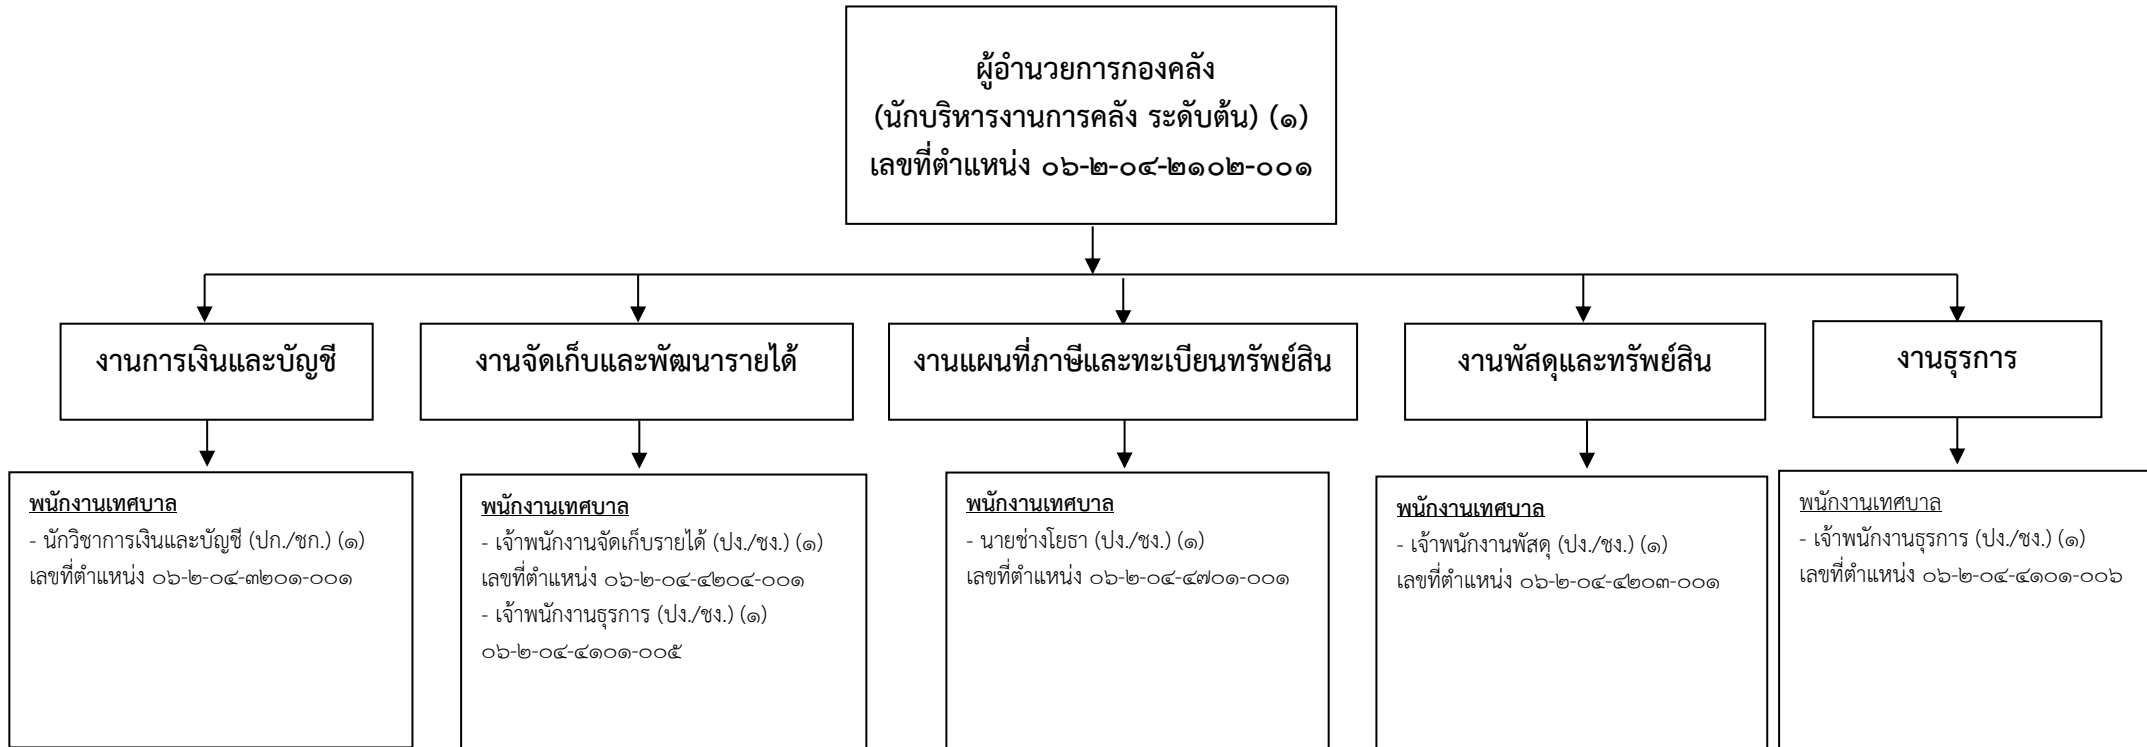 ผู้อำนวยการกองคลัง
(นักบริหารงานการคลัง ระดับต้น) (๑)
เลขที่ตำแหน่ง ๐๖-๒-๐๔-๒๑๐๒-๐๐๑
งานการเงินและบัญชี
งานจัดเก็บและพัฒนารายได้
งานแผนที่ภาษีและทะเบียนทรัพย์สิน
งานพัสดุและทรัพย์สิน
งานธุรการ
พนักงานเทศบาล
- นักวิชาการเงินและบัญชี (ปก./ชก.) (๑)
เลขที่ตำแหน่ง ๐๖-๒-๐๔-๓๒๐๑-๐๐๑
พนักงานเทศบาล
- เจ้าพนักงานจัดเก็บรายได้ (ปง./ชง.) (๑)
เลขที่ตำแหน่ง ๐๖-๒-๐๔-๔๒๐๔-๐๐๑
- เจ้าพนักงานธุรการ (ปง./ชง.) (๑)
๐๖-๒-๐๔-๔๑๐๑-๐๐๕
พนักงานเทศบาล
- นายช่างโยธา (ปง./ชง.) (๑)
เลขที่ตำแหน่ง ๐๖-๒-๐๔-๔๗๐๑-๐๐๑
พนักงานเทศบาล
- เจ้าพนักงานพัสดุ (ปง./ชง.) (๑)
เลขที่ตำแหน่ง ๐๖-๒-๐๔-๔๒๐๓-๐๐๑
พนักงานเทศบาล
- เจ้าพนักงานธุรการ (ปง./ชง.) (๑)
เลขที่ตำแหน่ง ๐๖-๒-๐๔-๔๑๐๑-๐๐๖